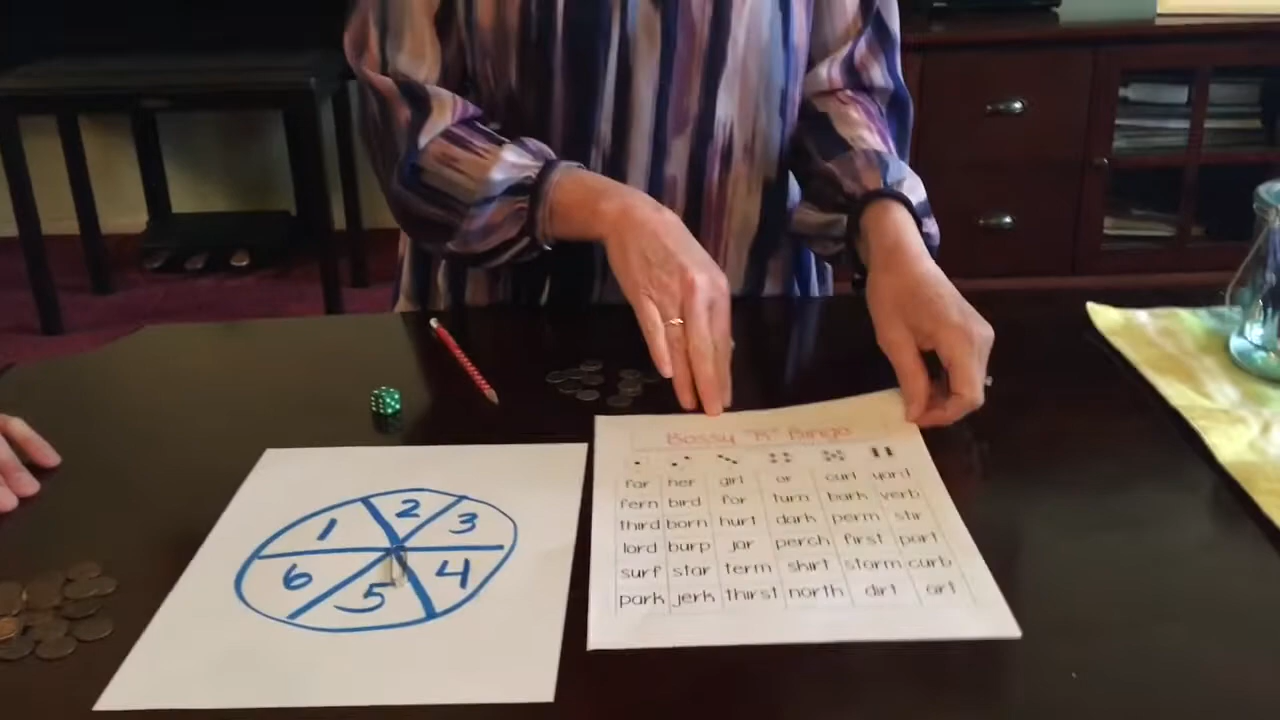 Bossy "R" Bingo
far her girl or curl yard
fern bird for turn bark verb
third born hurt dark perm stir
lord burp jar perch first part
surf star term shirt storm curb
park jerk thirst north dirt art
1 2 3
6 5 4